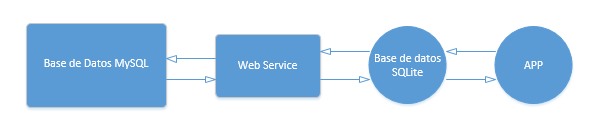 Base de Datos MySQL
Web Service
Base de datos
SQLite
APP